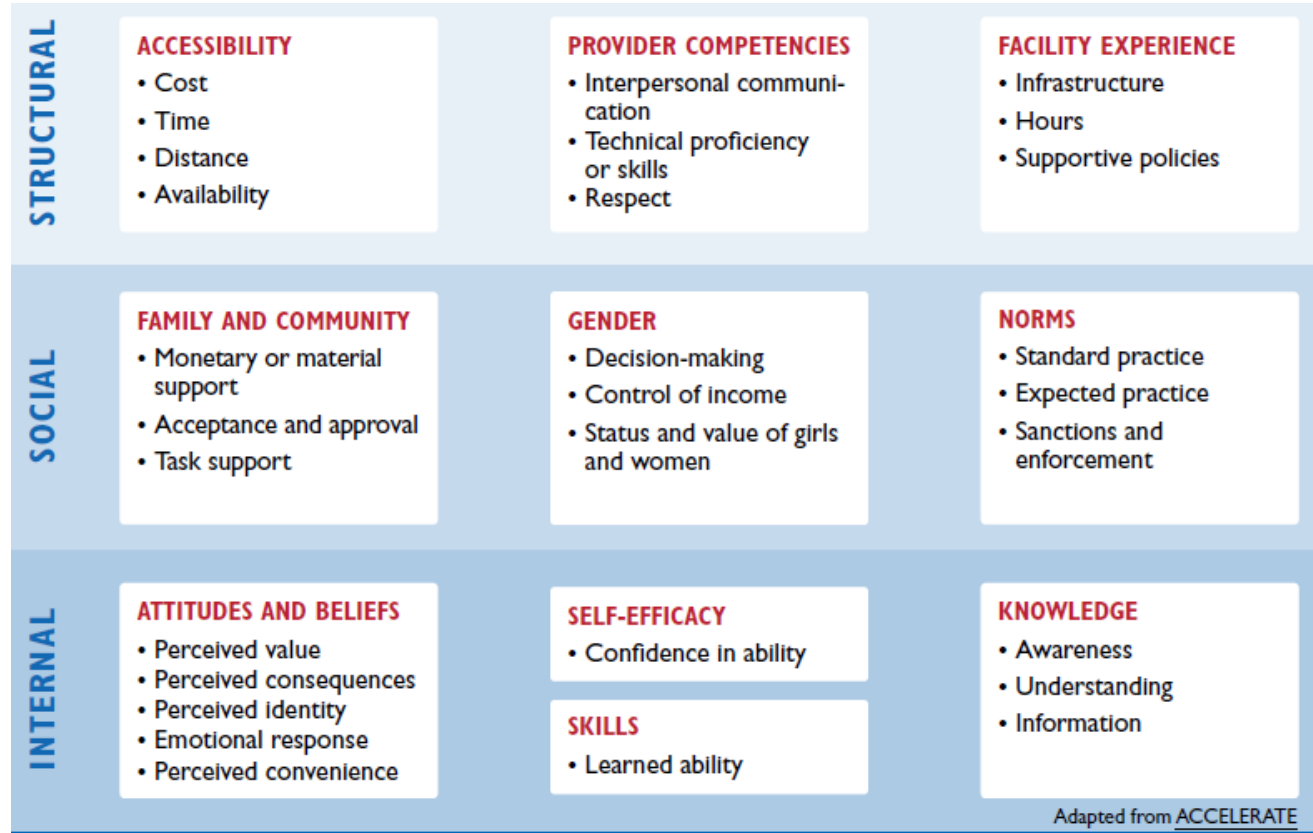 STRUCTURAL
ACCESSIBILITY
• Cost
• Time
• Distance
• Availability
PROVIDER COMPETENCIES
• Interpersonal communi-
cation
• Technical proficiency
or skills
• Respect
FACILITY EXPERIENCE
• Infrastructure
• Hours
• Supportive policies
SOCIAL
FAMILY AND COMMUNITY
• Monetary or material
support
• Acceptance and approval
• Task support
GENDER
• Decision-making
• Control of income
• Status and value of girls
and women
NORMS
• Standard practice
• Expected practice
• Sanctions and
enforcement
INTERNAL
ATTITUDES AND BELIEFS
• Perceived value
• Perceived consequences
• Perceived identity
• Emotional response
• Perceived convenience
SELF-EFFICACY
• Confidence in ability
SKILLS
• Learned ability
KNOWLEDGE
• Awareness
• Understanding
• Information
Adapted from ACCELERATE